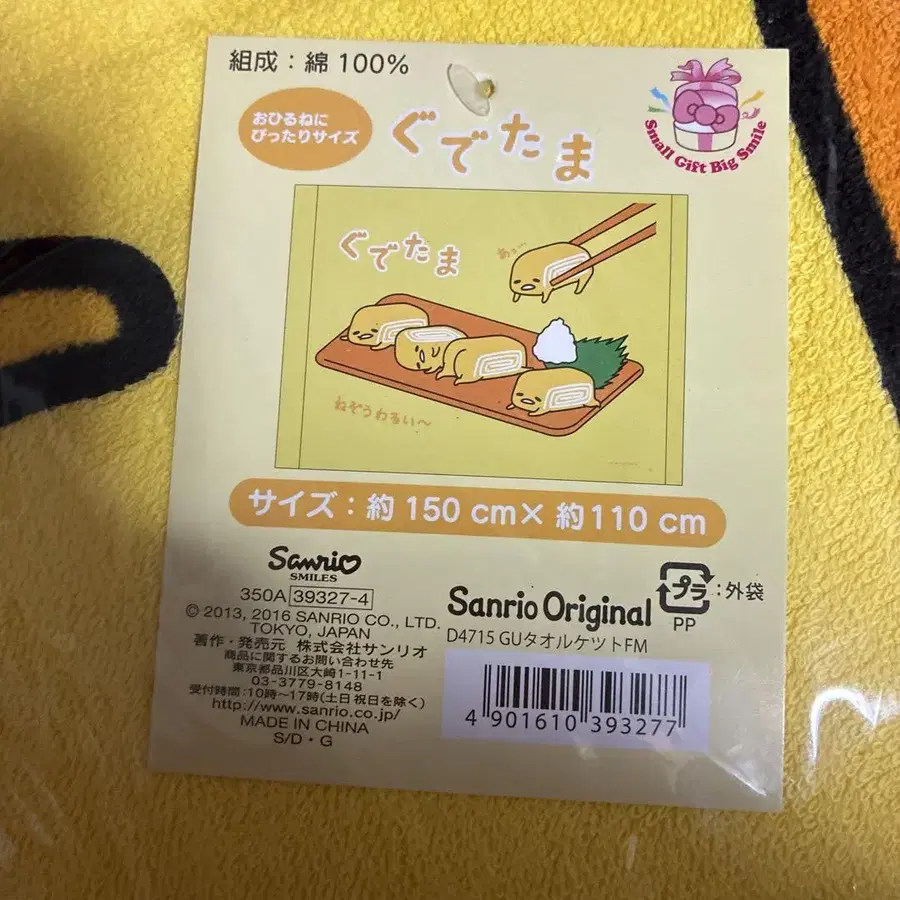 組成：綿 100%
おひるねに
ぴったりサイズ
ぐでたま
Small Gift Big Smile
ぐでたま
あっ…
ねぞうわるい～
サイズ：約 150 cm× 約110 cm
Sanrio
SMILES
350A 39327-4
© 2013, 2016 SANRIO CO., LTD.
TOKYO, JAPAN
著作・発売元 株式会社サンリオ
商品に関するお問い合わせ先
東京都品川区大崎1-11-1
03-3779-8148
受付時間：10時～17時(土日祝日を除く)
http://www.sanrio.co.jp/
MADE IN CHINA
S/D・G
Sanrio Original
プラ：外袋
PP
D4715 GUタオルケットFM
4 901610 393277